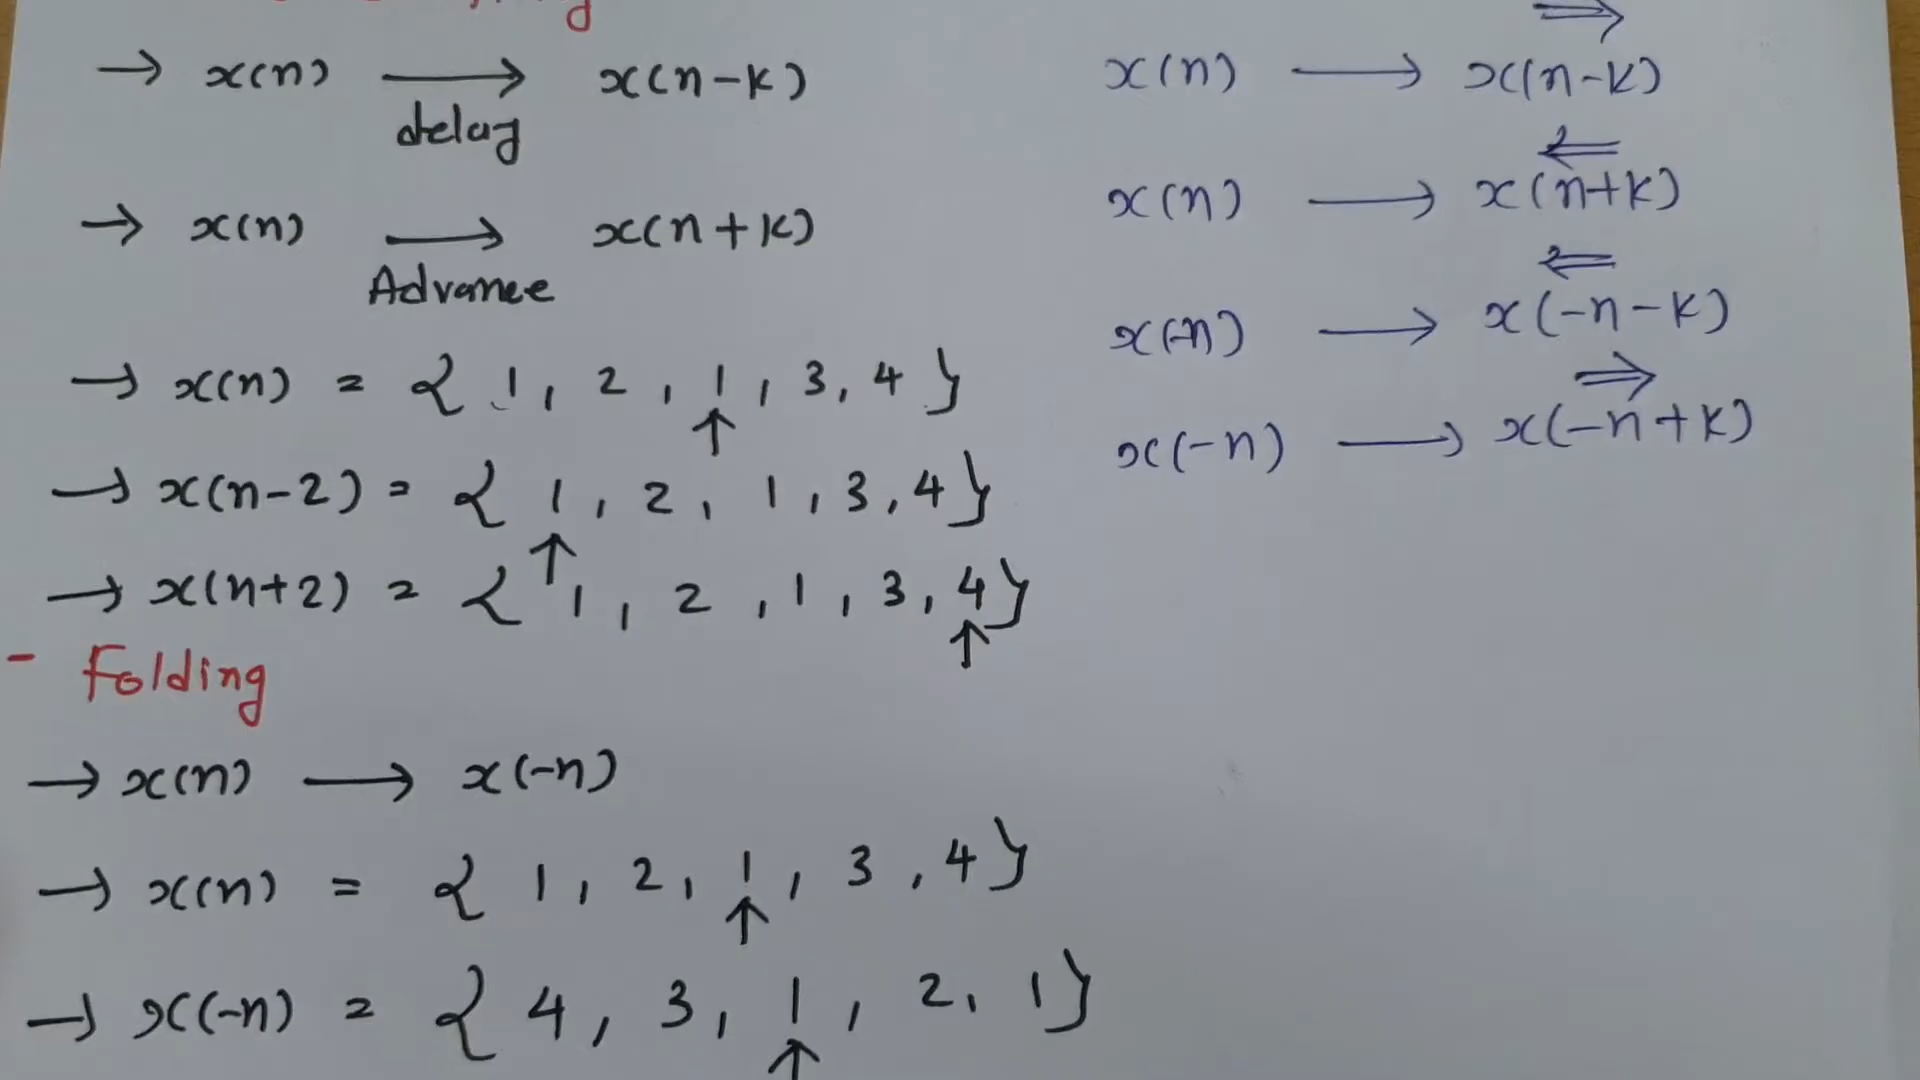 → x(n) ⟶ x(n-k)
delay
→ x(n) ⟶ x(n+k)
Advance
→ x(n) = { 1, 2, 1, 3, 4 }
↑
→ x(n-2) = { 1, 2, 1, 3, 4 }
↑
→ x(n+2) = { 1, 2, 1, 3, 4 }
↑
- Folding
→ x(n) ⟶ x(-n)
→ x(n) = { 1, 2, 1, 3, 4 }
↑
→ x(-n) = { 4, 3, 1, 2, 1 }
↑
⇒
x(n) ⟶ x(n-k)
⇐
x(n) ⟶ x(n+k)
⇐
x(-n) ⟶ x(-n-k)
⇒
x(-n) ⟶ x(-n+k)